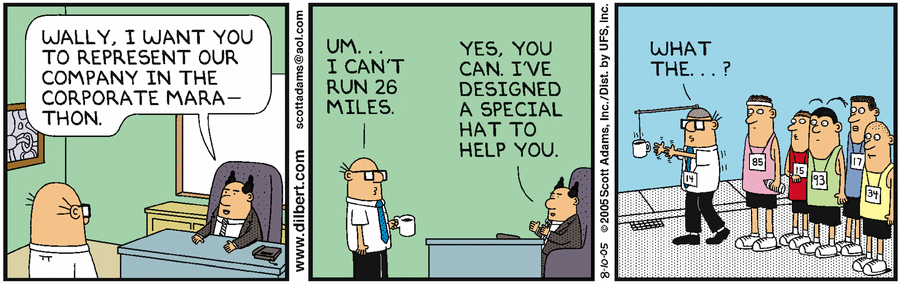 WALLY, I WANT YOU
TO REPRESENT OUR
COMPANY IN THE
CORPORATE MARA-
THON.
www.dilbert.com
scottadams@aol.com
UM...
I CAN'T
RUN 26
MILES.
YES, YOU
CAN. I'VE
DESIGNED
A SPECIAL
HAT TO
HELP YOU.
8-10-05 © 2005 Scott Adams, Inc./Dist. by UFS, Inc.
WHAT
THE...?
14
85
15
93
17
34